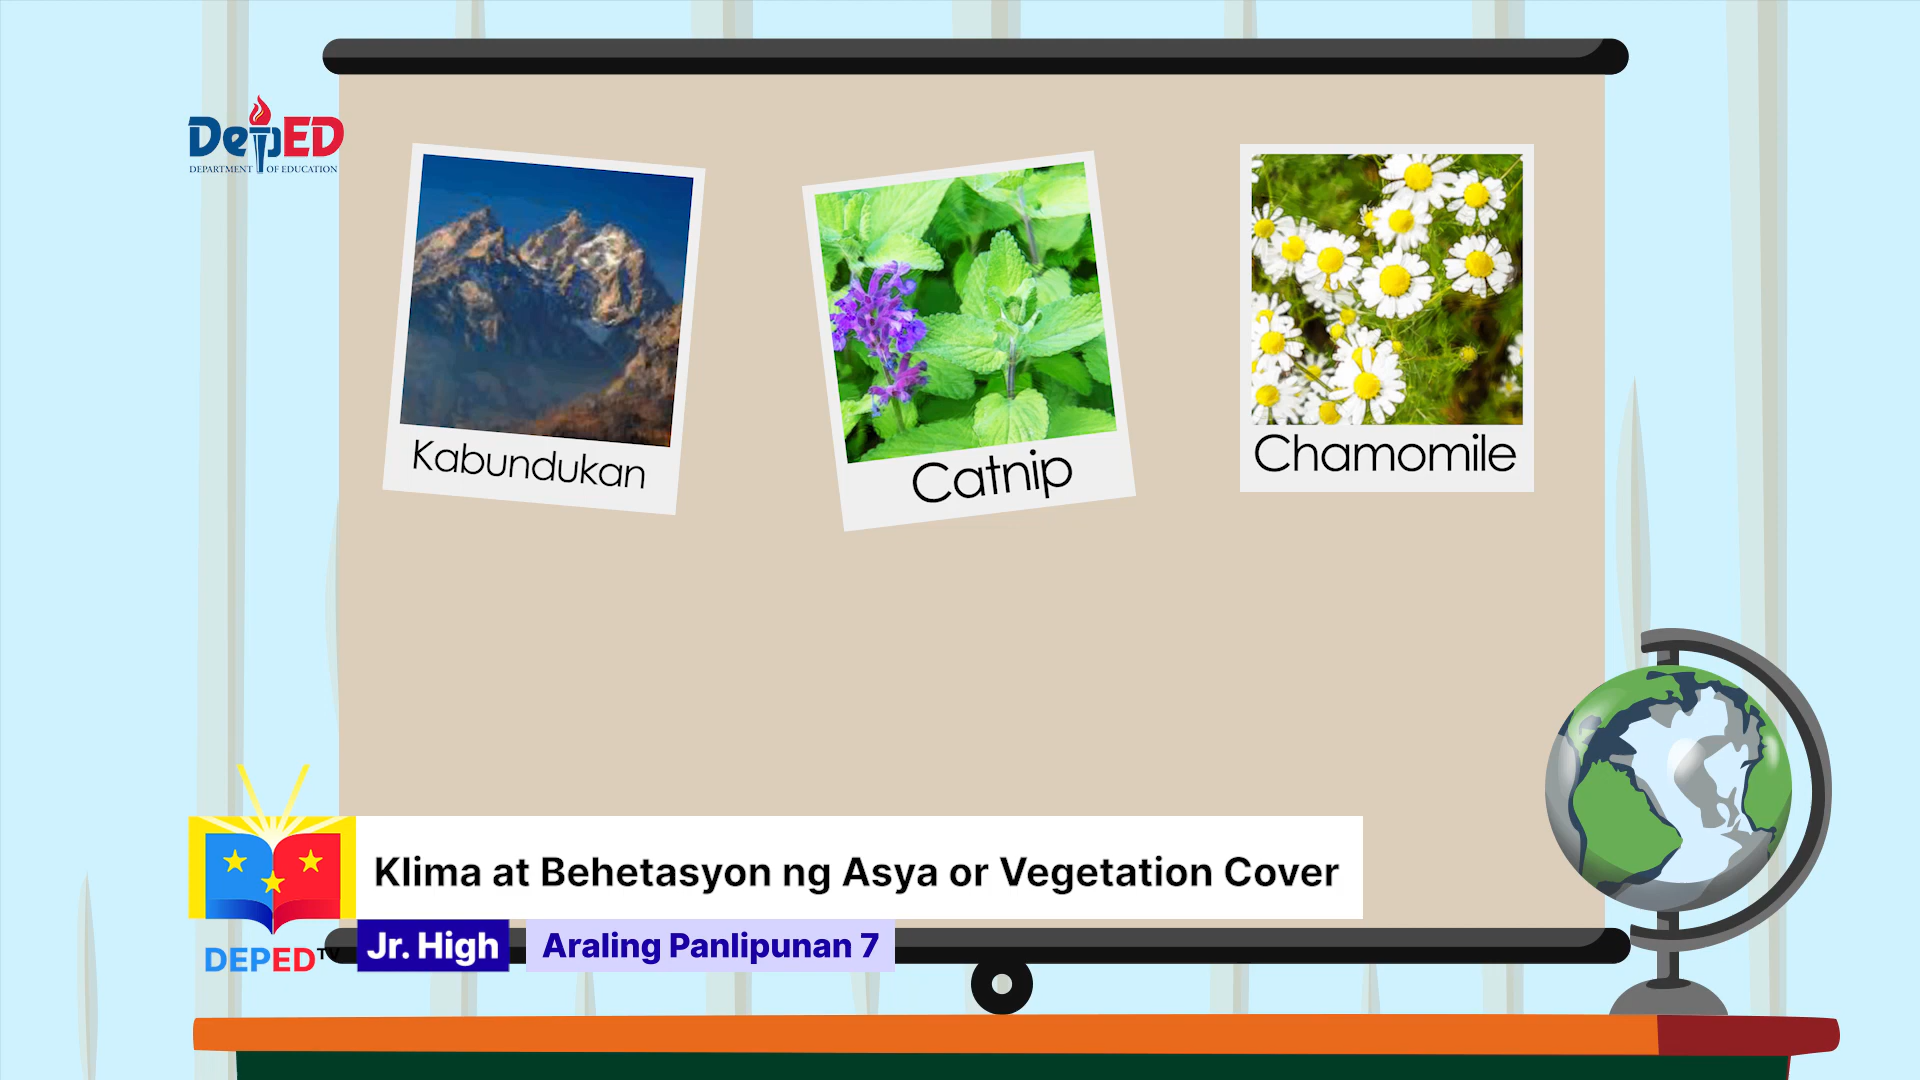 DepED
DEPARTMENT OF EDUCATION
Kabundukan
Catnip
Chamomile
Klima at Behetasyon ng Asya or Vegetation Cover
Jr. High
Araling Panlipunan 7
DEPED TV